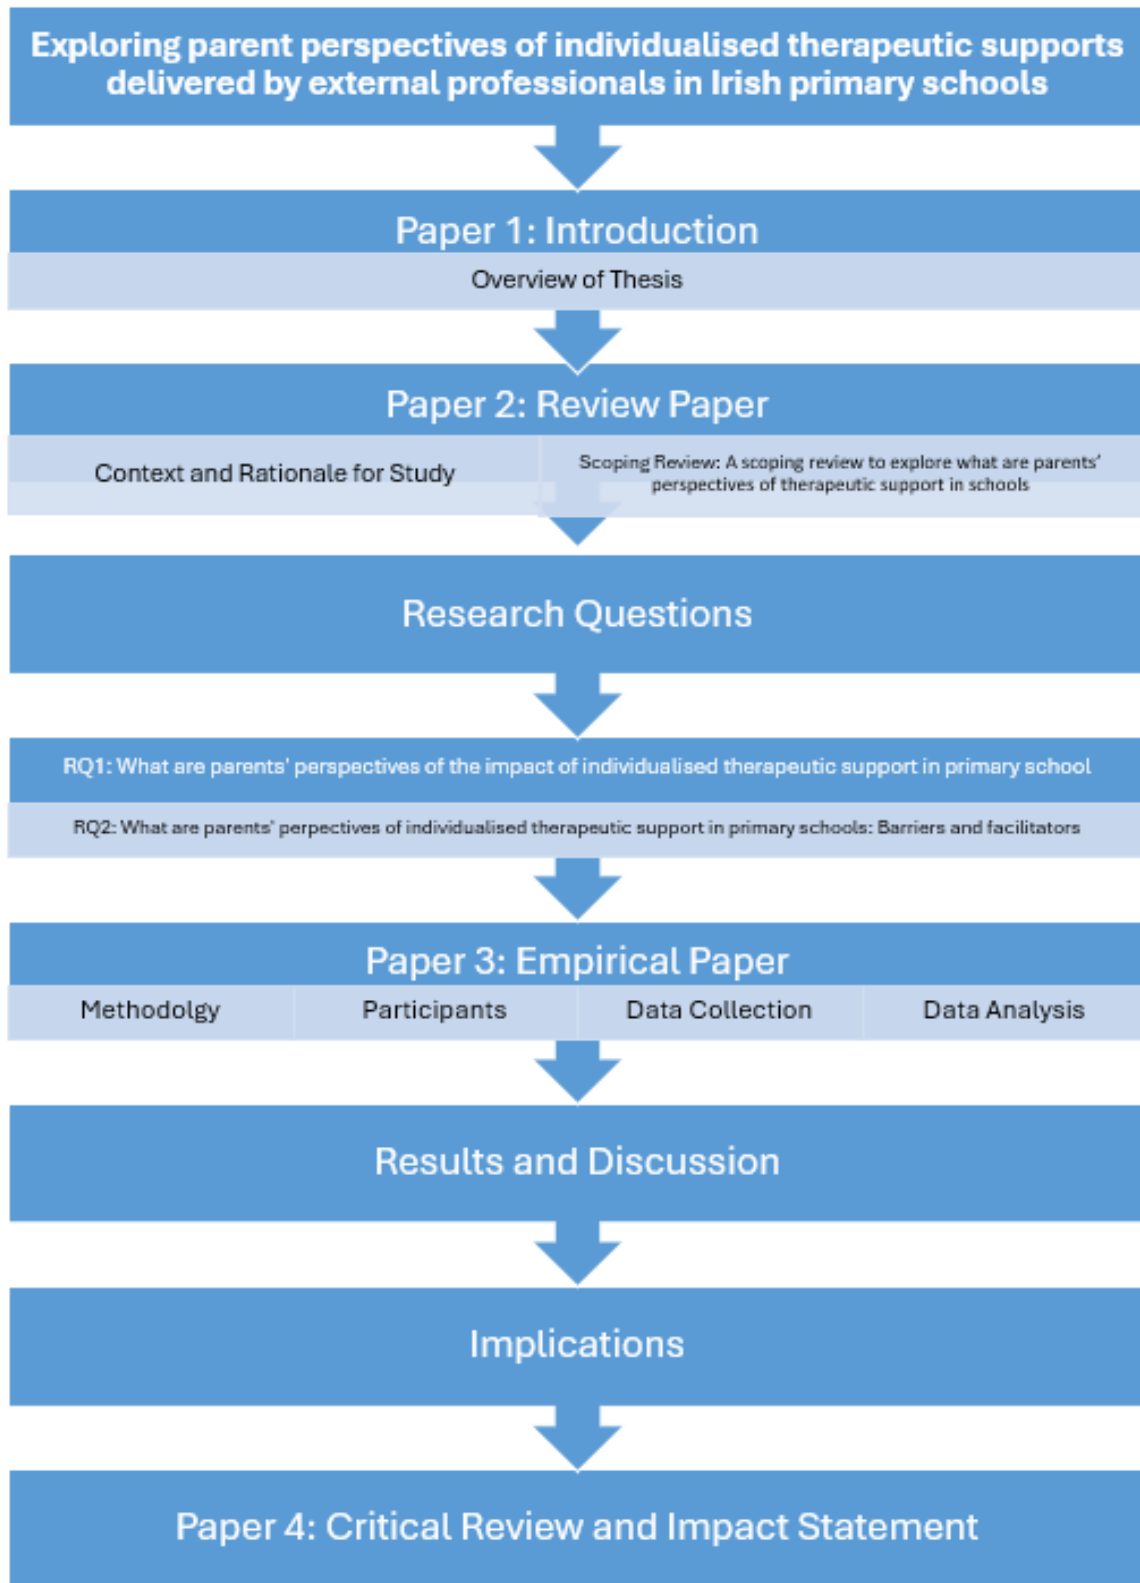 Exploring parent perspectives of individualised therapeutic supports
delivered by external professionals in Irish primary schools
Paper 1: Introduction
Overview of Thesis
Paper 2: Review Paper
Context and Rationale for Study
Scoping Review: A scoping review to explore what are parents'
perspectives of therapeutic support in schools
Research Questions
RQ1: What are parents' perspectives of the impact of individualised therapeutic support in primary school
RQ2: What are parents' perpectives of individualised therapeutic support in primary schools: Barriers and facilitators
Paper 3: Empirical Paper
Methodolgy
Participants
Data Collection
Data Analysis
Results and Discussion
Implications
Paper 4: Critical Review and Impact Statement